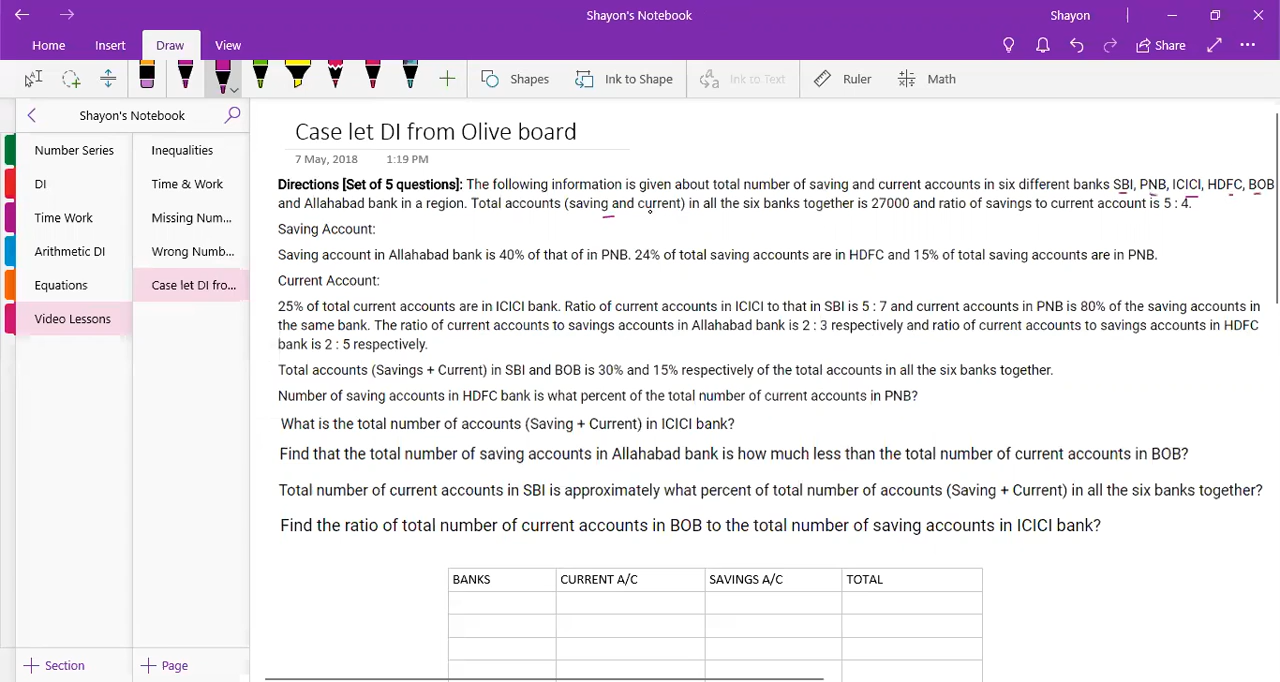 Shayon's Notebook
Shayon
Home
Insert
Draw
View
Share
Shapes
Ink to Shape
Ink to Text
Ruler
Math
Shayon's Notebook
Number Series
DI
Time Work
Arithmetic DI
Equations
Video Lessons
Inequalities
Time & Work
Missing Num...
Wrong Numb...
Case let DI fro...
Section
Page
Case let DI from Olive board
7 May, 2018 1:19 PM
Directions [Set of 5 questions]: The following information is given about total number of saving and current accounts in six different banks SBI, PNB, ICICI, HDFC, BOB
and Allahabad bank in a region. Total accounts (saving and current) in all the six banks together is 27000 and ratio of savings to current account is 5 : 4.
Saving Account:
Saving account in Allahabad bank is 40% of that of in PNB. 24% of total saving accounts are in HDFC and 15% of total saving accounts are in PNB.
Current Account:
25% of total current accounts are in ICICI bank. Ratio of current accounts in ICICI to that in SBI is 5 : 7 and current accounts in PNB is 80% of the saving accounts in
the same bank. The ratio of current accounts to savings accounts in Allahabad bank is 2 : 3 respectively and ratio of current accounts to savings accounts in HDFC
bank is 2 : 5 respectively.
Total accounts (Savings + Current) in SBI and BOB is 30% and 15% respectively of the total accounts in all the six banks together.
Number of saving accounts in HDFC bank is what percent of the total number of current accounts in PNB?
What is the total number of accounts (Saving + Current) in ICICI bank?
Find that the total number of saving accounts in Allahabad bank is how much less than the total number of current accounts in BOB?
Total number of current accounts in SBI is approximately what percent of total number of accounts (Saving + Current) in all the six banks together?
Find the ratio of total number of current accounts in BOB to the total number of saving accounts in ICICI bank?
BANKS CURRENT A/C SAVINGS A/C TOTAL